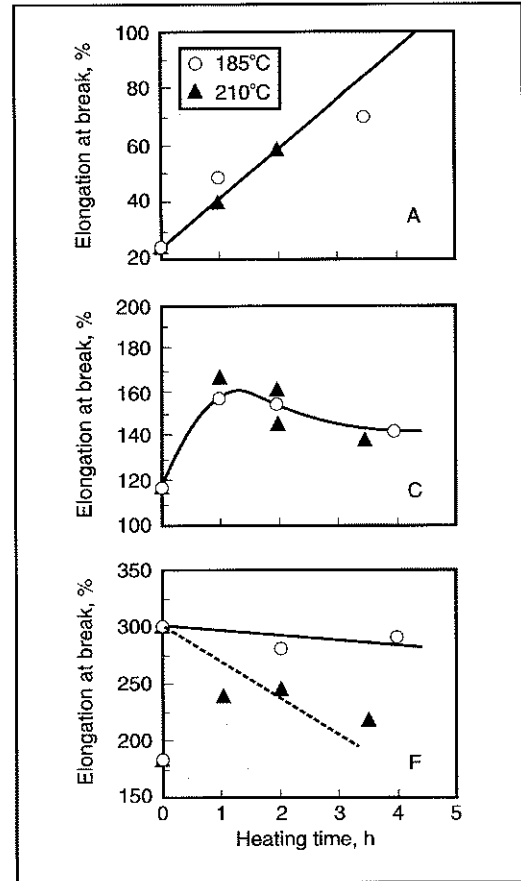 Elongation at break, %
100
80
60
40
20
185°C
210°C
A
Elongation at break, %
200
180
160
140
120
100
C
Elongation at break, %
350
300
250
200
150
F
0 1 2 3 4 5
Heating time, h